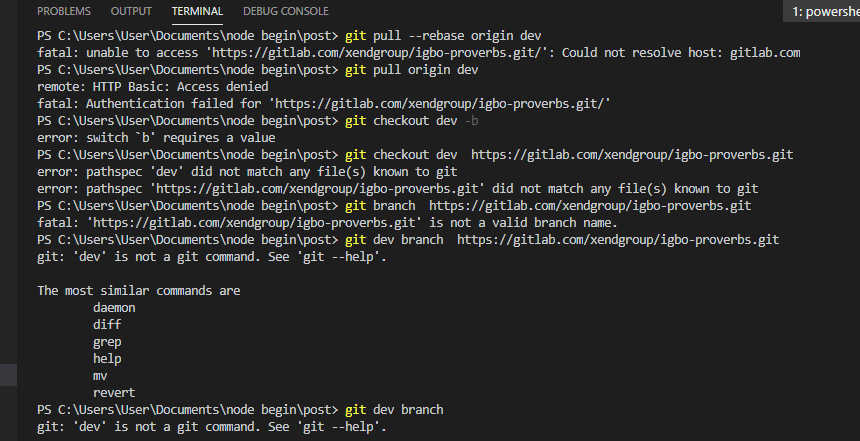 PROBLEMS OUTPUT TERMINAL DEBUG CONSOLE 1: powershe
PS C:\Users\User\Documents\node begin\post> git pull --rebase origin dev
fatal: unable to access 'https://gitlab.com/xendgroup/igbo-proverbs.git/': Could not resolve host: gitlab.com
PS C:\Users\User\Documents\node begin\post> git pull origin dev
remote: HTTP Basic: Access denied
fatal: Authentication failed for 'https://gitlab.com/xendgroup/igbo-proverbs.git/'
PS C:\Users\User\Documents\node begin\post> git checkout dev -b
error: switch `b' requires a value
PS C:\Users\User\Documents\node begin\post> git checkout dev  https://gitlab.com/xendgroup/igbo-proverbs.git
error: pathspec 'dev' did not match any file(s) known to git
error: pathspec 'https://gitlab.com/xendgroup/igbo-proverbs.git' did not match any file(s) known to git
PS C:\Users\User\Documents\node begin\post> git branch  https://gitlab.com/xendgroup/igbo-proverbs.git
fatal: 'https://gitlab.com/xendgroup/igbo-proverbs.git' is not a valid branch name.
PS C:\Users\User\Documents\node begin\post> git dev branch  https://gitlab.com/xendgroup/igbo-proverbs.git
git: 'dev' is not a git command. See 'git --help'.

The most similar commands are
        daemon
        diff
        grep
        help
        mv
        revert
PS C:\Users\User\Documents\node begin\post> git dev branch
git: 'dev' is not a git command. See 'git --help'.